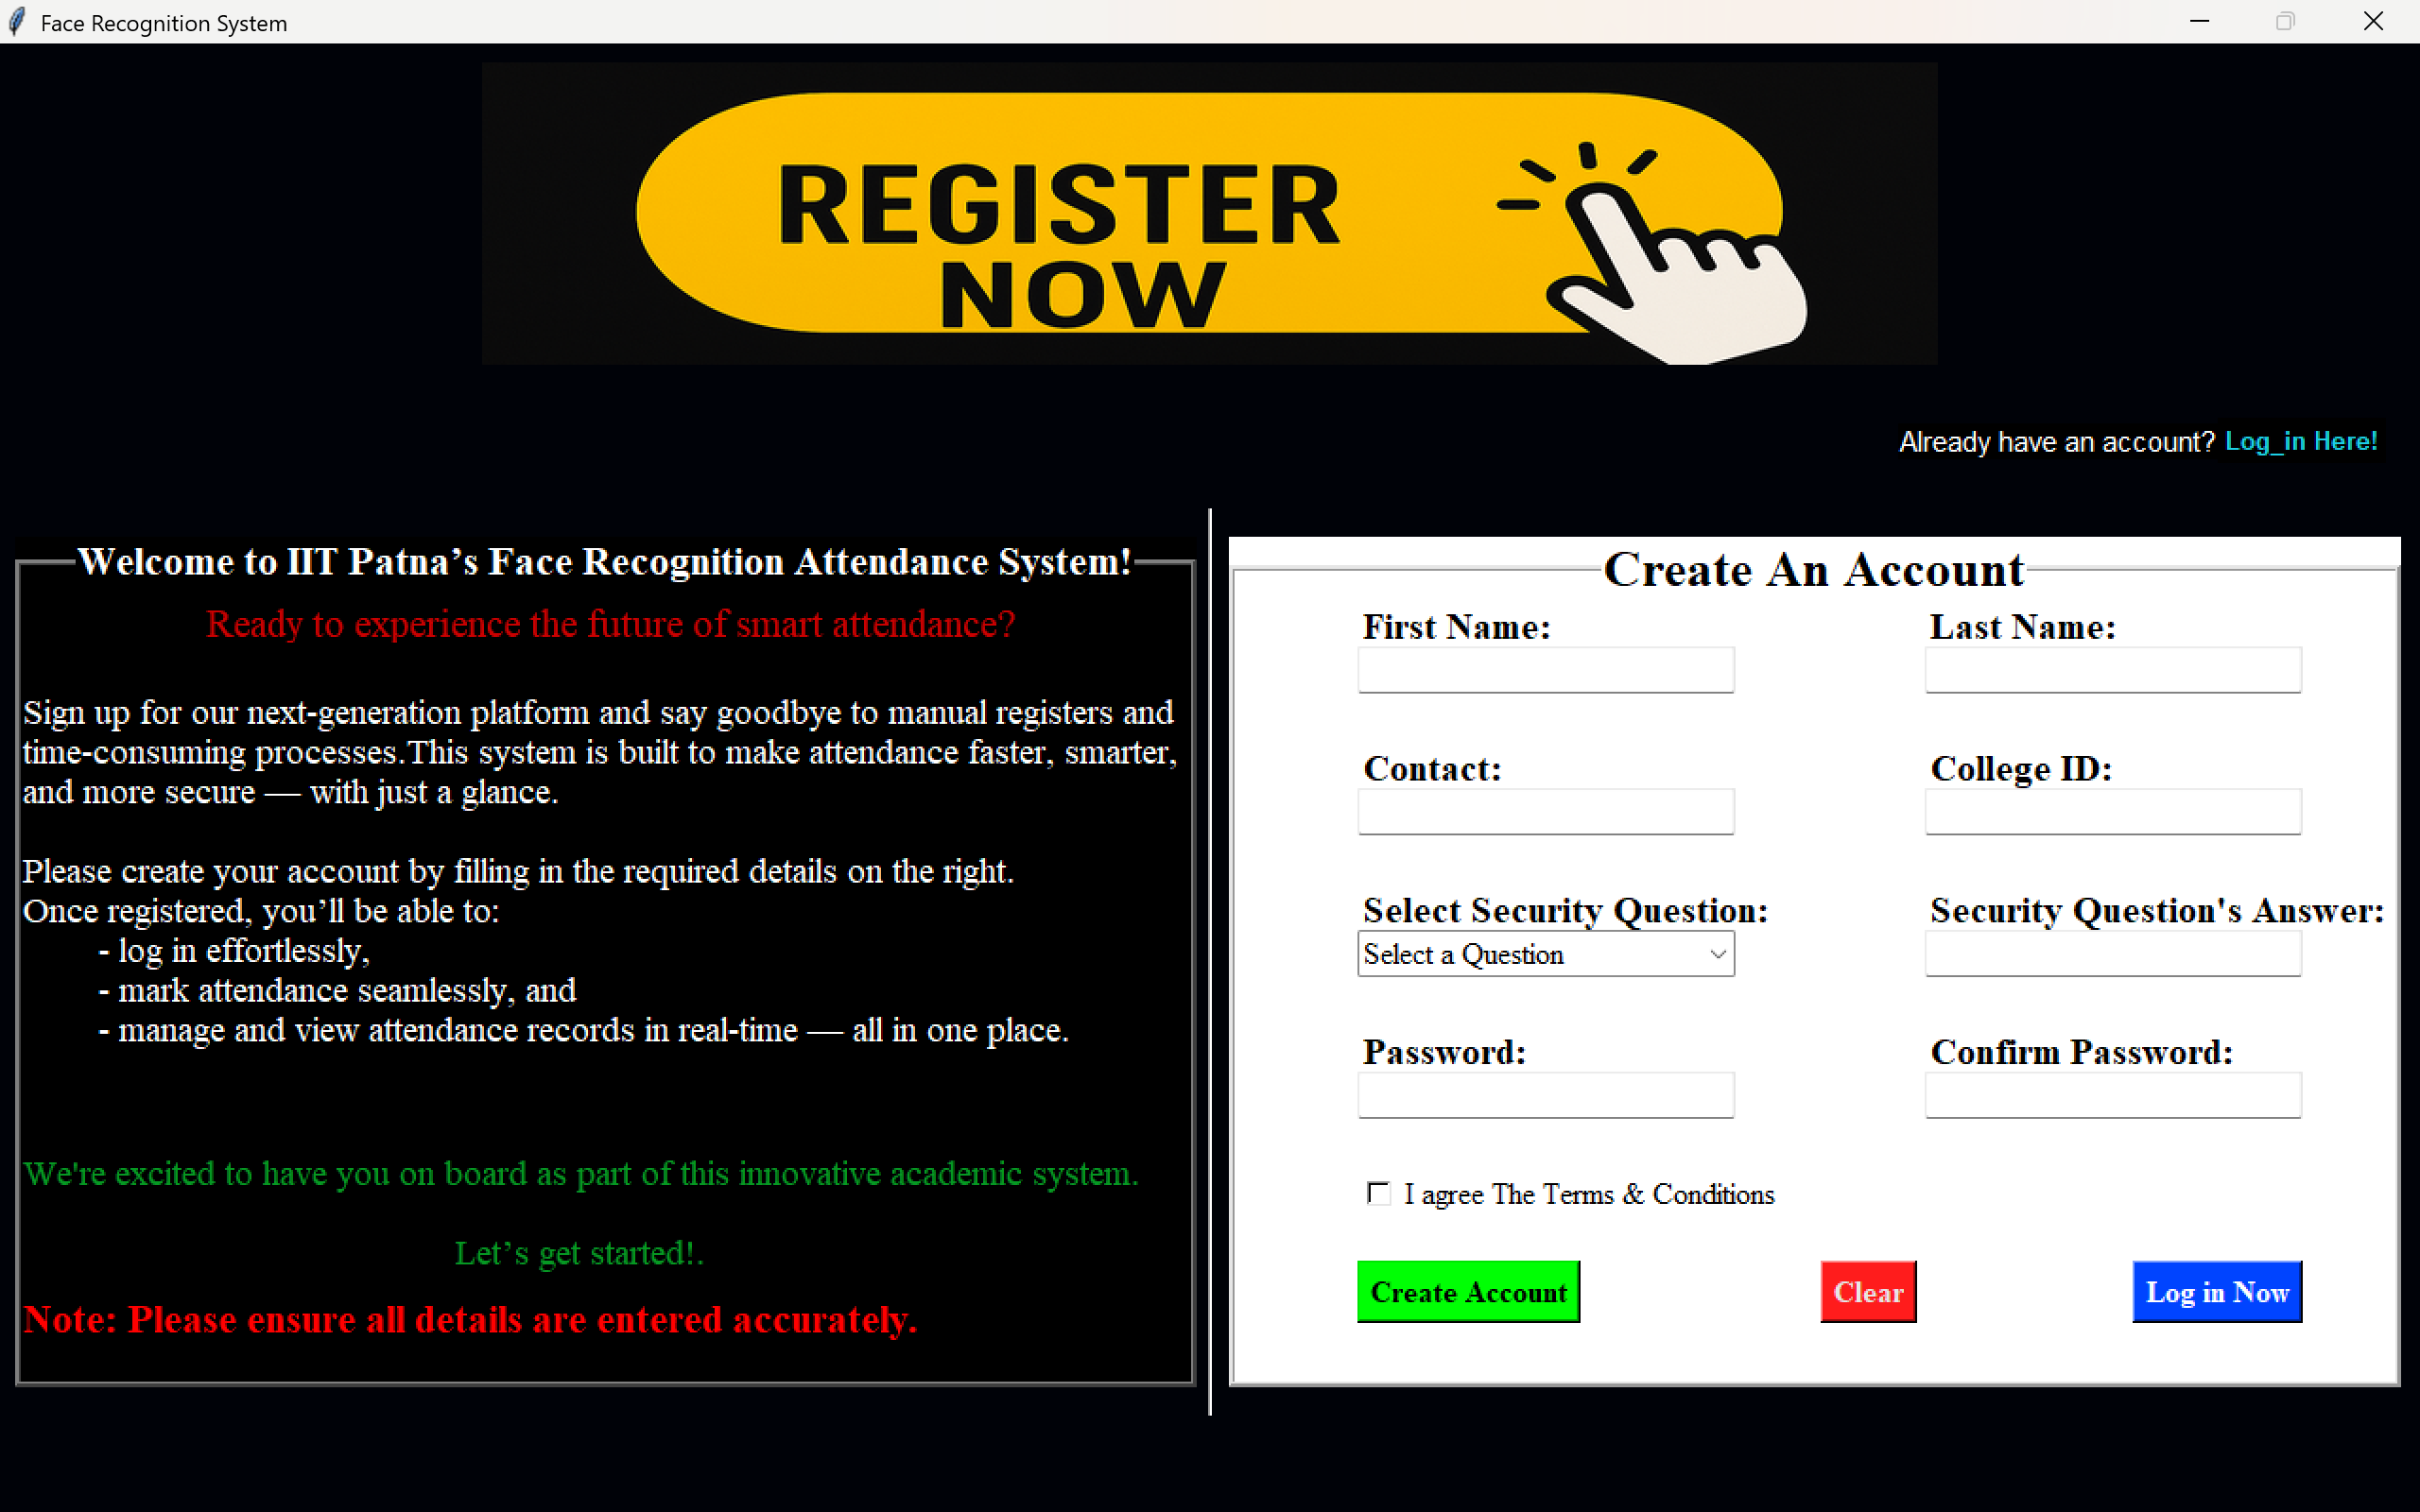 Face Recognition System
REGISTER
NOW
Already have an account? Log_in Here!
Welcome to IIT Patna’s Face Recognition Attendance System!
Ready to experience the future of smart attendance?
Sign up for our next-generation platform and say goodbye to manual registers and
time-consuming processes.This system is built to make attendance faster, smarter,
and more secure — with just a glance.
Please create your account by filling in the required details on the right.
Once registered, you’ll be able to:
- log in effortlessly,
- mark attendance seamlessly, and
- manage and view attendance records in real-time — all in one place.
We're excited to have you on board as part of this innovative academic system.
Let’s get started!.
Note: Please ensure all details are entered accurately.
Create An Account
First Name: Last Name:
Contact: College ID:
Select Security Question: Security Question's Answer:
Select a Question
Password: Confirm Password:
I agree The Terms & Conditions
Create Account Clear Log in Now